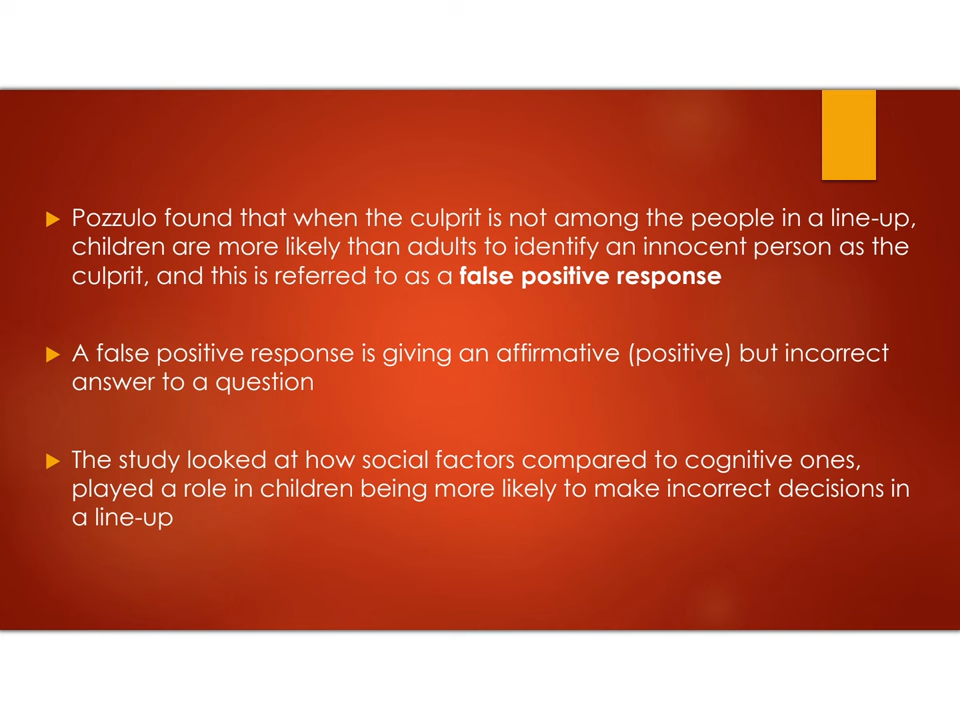 Pozzulo found that when the culprit is not among the people in a line-up,
children are more likely than adults to identify an innocent person as the
culprit, and this is referred to as a false positive response
A false positive response is giving an affirmative (positive) but incorrect
answer to a question
The study looked at how social factors compared to cognitive ones,
played a role in children being more likely to make incorrect decisions in
a line-up